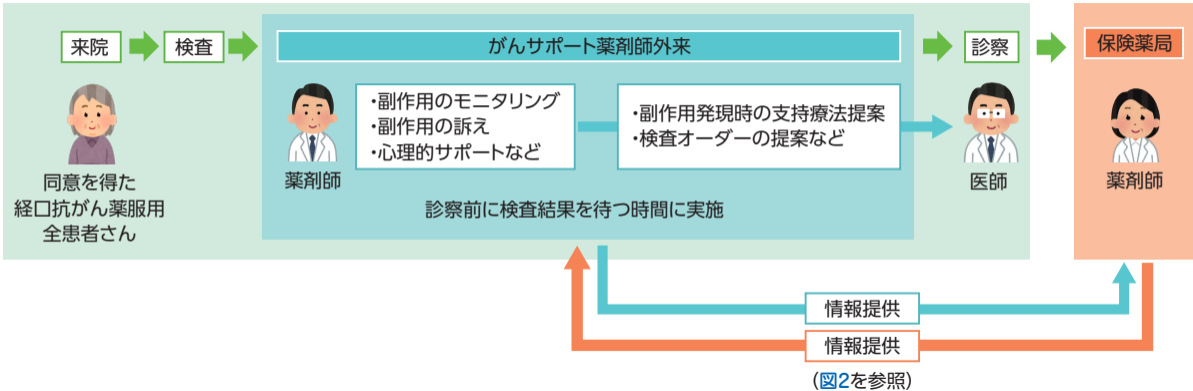 来院
検査
がんサポート薬剤師外来
診察
保険薬局
・副作用のモニタリング
・副作用の訴え
・心理的サポートなど
・副作用発現時の支持療法提案
・検査オーダーの提案など
薬剤師
医師
薬剤師
同意を得た
経口抗がん薬服用
全患者さん
診察前に検査結果を待つ時間に実施
情報提供
情報提供
(図2を参照)